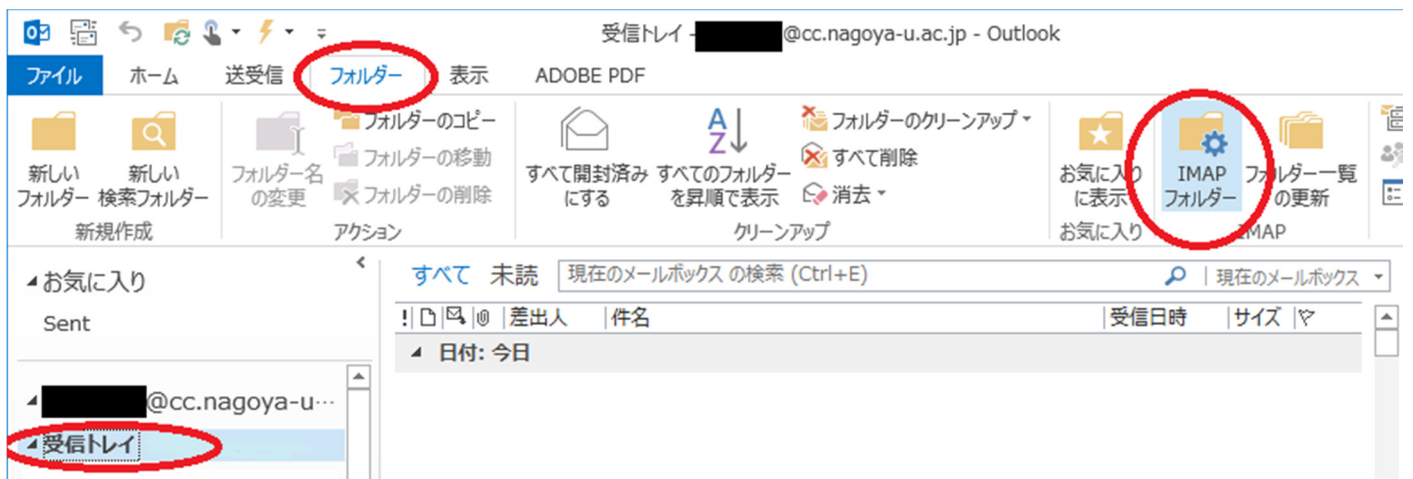 受信トレイ - @cc.nagoya-u.ac.jp - Outlook
ファイル ホーム 送受信 フォルダー 表示 ADOBE PDF
新しい
フォルダー
新しい
検索フォルダー
新規作成
フォルダー名
の変更
フォルダーのコピー
フォルダーの移動
フォルダーの削除
アクション
すべて開封済み
にする
すべてのフォルダー
を昇順で表示
フォルダーのクリーンアップ
すべて削除
消去
クリーンアップ
お気に入り
に表示
お気に入り
IMAP
フォルダー
フォルダー一覧
の更新
IMAP
お気に入り
Sent
@cc.nagoya-u…
受信トレイ
すべて 未読 現在のメールボックス の検索 (Ctrl+E) 現在のメールボックス
! 差出人 件名 受信日時 サイズ
日付: 今日